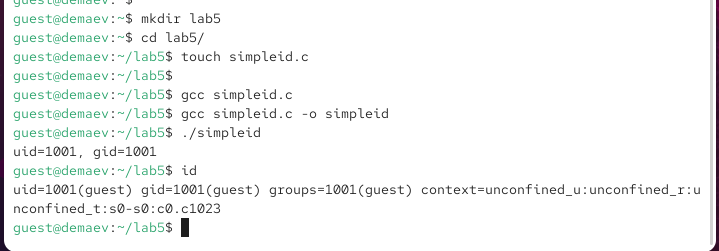 guest@demaev:~$ mkdir lab5
guest@demaev:~$ cd lab5/
guest@demaev:~/lab5$ touch simpleid.c
guest@demaev:~/lab5$
guest@demaev:~/lab5$ gcc simpleid.c
guest@demaev:~/lab5$ gcc simpleid.c -o simpleid
guest@demaev:~/lab5$ ./simpleid
uid=1001, gid=1001
guest@demaev:~/lab5$ id
uid=1001(guest) gid=1001(guest) groups=1001(guest) context=unconfined_u:unconfined_r:u
nconfined_t:s0-s0:c0.c1023
guest@demaev:~/lab5$